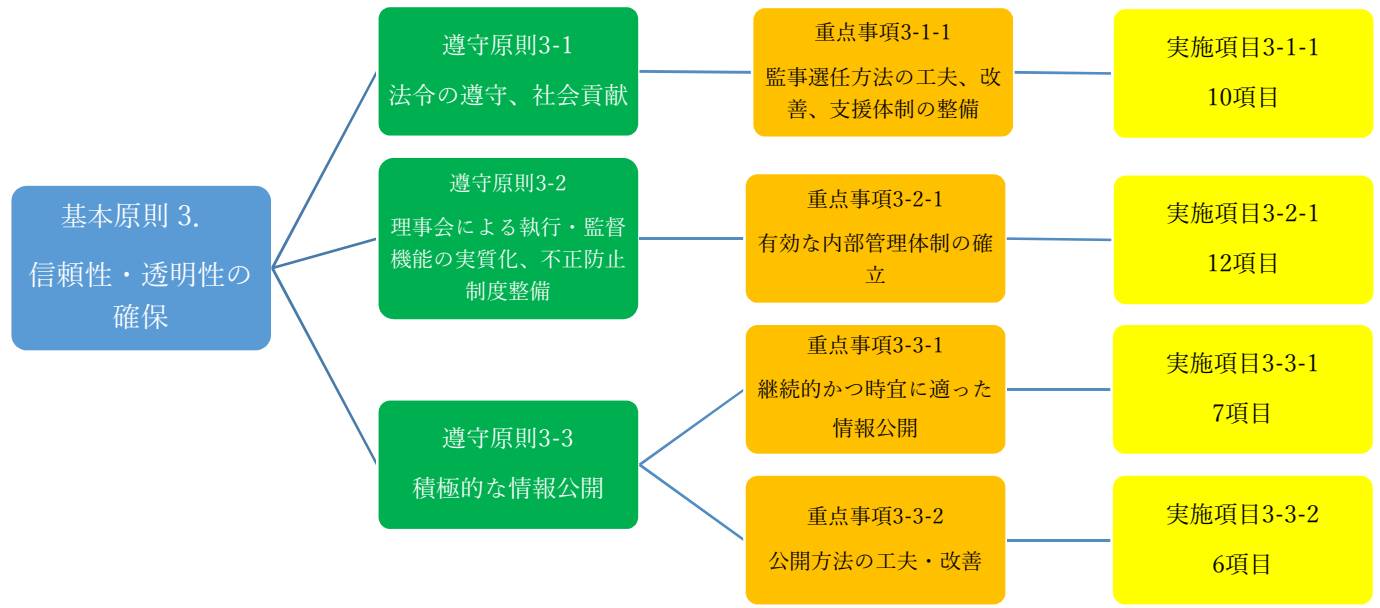 基本原則 3.
信頼性・透明性の
確保
遵守原則3-1
法令の遵守、社会貢献
重点事項3-1-1
監事選任方法の工夫、改
善、支援体制の整備
実施項目3-1-1
10項目
遵守原則3-2
理事会による執行・監督
機能の実質化、不正防止
制度整備
重点事項3-2-1
有効な内部管理体制の確
立
実施項目3-2-1
12項目
遵守原則3-3
積極的な情報公開
重点事項3-3-1
継続的かつ時宜に適った
情報公開
実施項目3-3-1
7項目
重点事項3-3-2
公開方法の工夫・改善
実施項目3-3-2
6項目